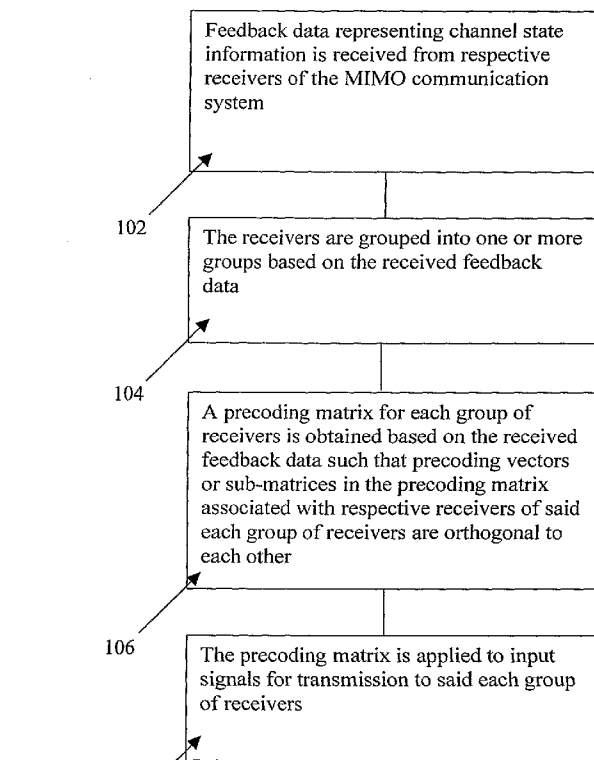 Feedback data representing channel state
information is received from respective
receivers of the MIMO communication
system
102
The receivers are grouped into one or more
groups based on the received feedback
data
104
A precoding matrix for each group of
receivers is obtained based on the received
feedback data such that precoding vectors
or sub-matrices in the precoding matrix
associated with respective receivers of said
each group of receivers are orthogonal to
each other
106
The precoding matrix is applied to input
signals for transmission to said each group
of receivers